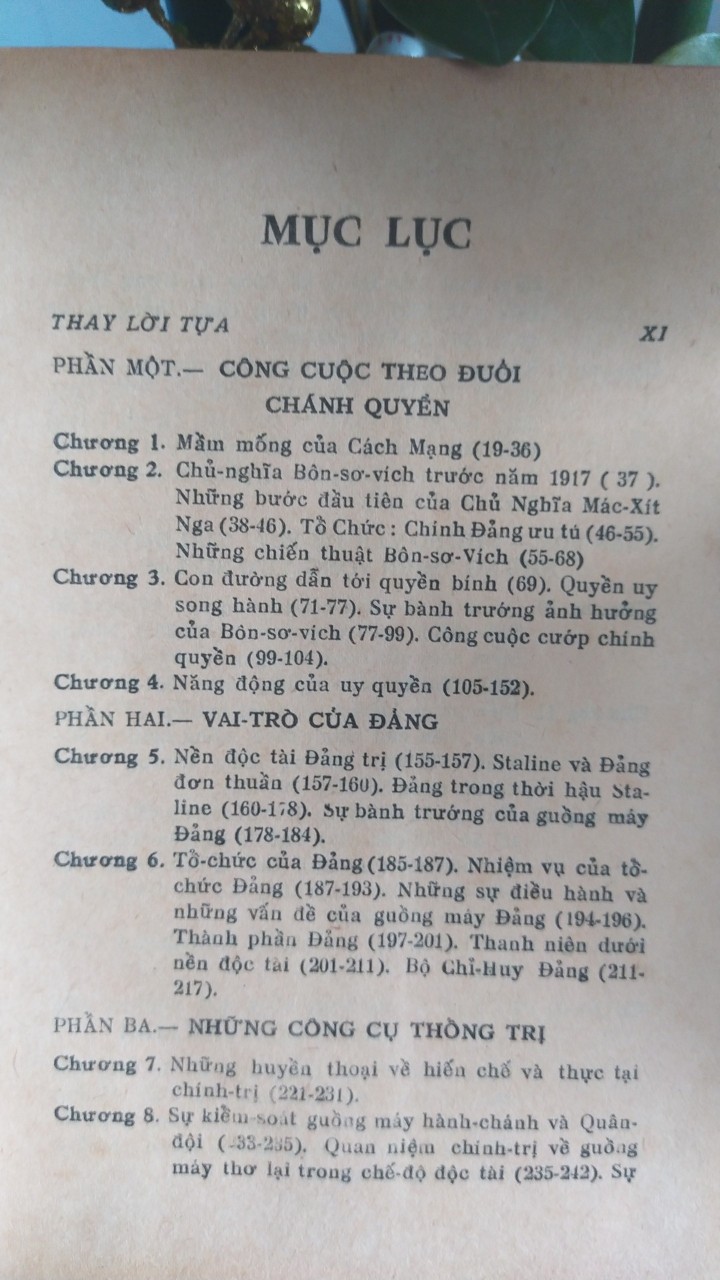 MỤC LỤC
THAY LỜI TỰA XI
PHẦN MỘT.— CÔNG CUỘC THEO ĐUỔI
CHÁNH QUYỀN
Chương 1. Mầm mống của Cách Mạng (19-36)
Chương 2. Chủ-nghĩa Bôn-sơ-vích trước năm 1917 ( 37 ).
Những bước đầu tiên của Chủ Nghĩa Mác-Xít
Nga (38-46). Tổ Chức : Chính Đảng ưu tú (46-55).
Những chiến thuật Bôn-sơ-Vích (55-68)
Chương 3. Con đường dẫn tới quyền bính (69). Quyền uy
song hành (71-77). Sự bành trướng ảnh hưởng
của Bôn-sơ-vich (77-99). Công cuộc cướp chính
quyền (99-104).
Chương 4. Năng động của uy quyền (105-152).
PHẦN HAI.— VAI-TRÒ CỦA ĐẢNG
Chương 5. Nền độc tài Đảng trị (155-157). Staline và Đảng
đơn thuần (157-160). Đảng trong thời hậu Sta-
line (160-178). Sự bành trướng của guồng máy
Đảng (178-184).
Chương 6. Tổ-chức của Đảng (185-187). Nhiệm vụ của tổ-
chức Đảng (187-193). Những sự điều hành và
những vấn đề của guồng máy Đảng (194-196).
Thành phần Đảng (197-201). Thanh niên dưới
nền độc tài (201-211). Bộ Chỉ-Huy Đảng (211-
217).
PHẦN BA.— NHỮNG CÔNG CỤ THỐNG TRỊ
Chương 7. Những huyền thoại về hiến chế và thực tại
chính-trị (221-231).
Chương 8. Sự kiểm-soát guồng máy hành-chánh và Quân-
đội ( 33-235). Quan niệm chính-trị về guồng
máy thơ lại trong chế-độ độc tài (235-242). Sự